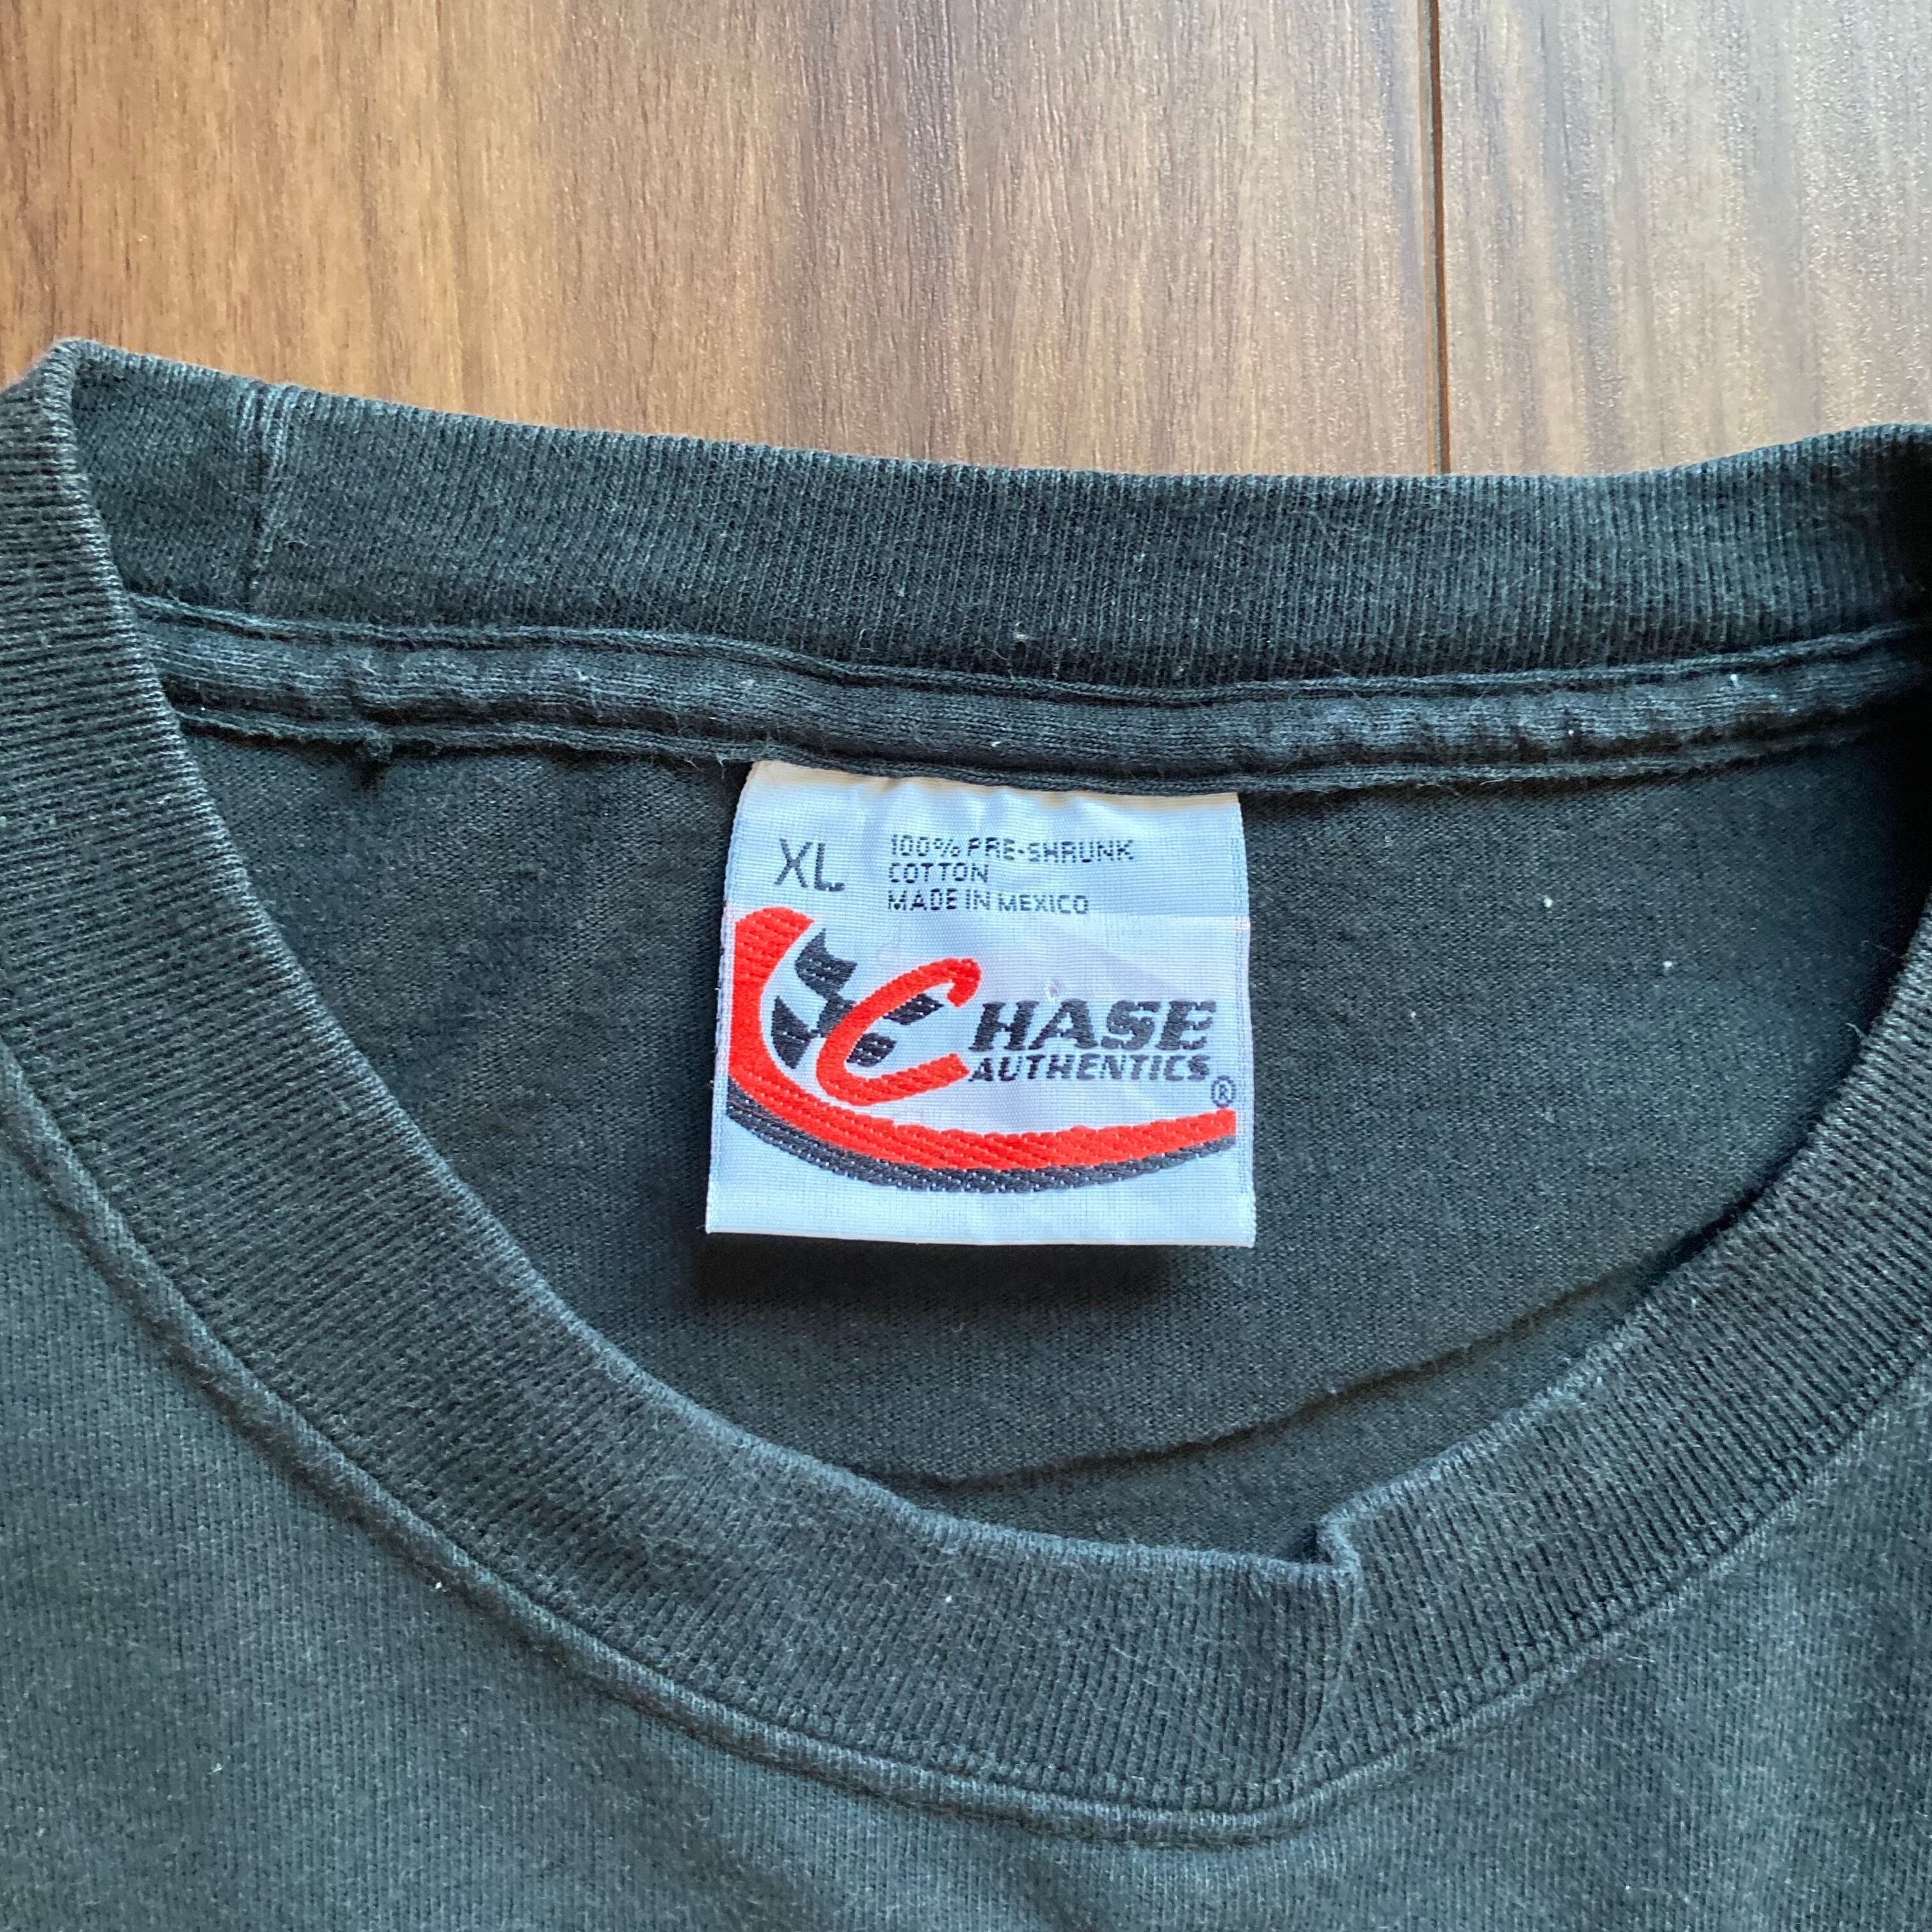 XL
100% PRE-SHRUNK
COTTON
MADE IN MEXICO
CHASE
AUTHENTICS®